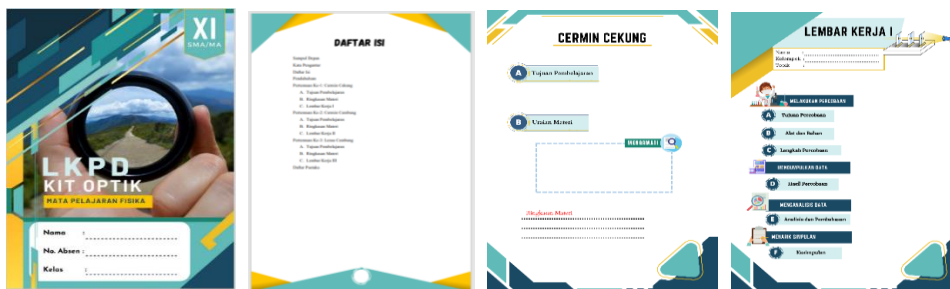 XI
SMA/MA
LKPD
KIT OPTIK
MATA PELAJARAN FISIKA
Nama :
No. Absen :
Kelas :
DAFTAR ISI
Sampul Depan
Kata Pengantar
Daftar Isi
Pendahuluan
Pertemuan Ke-1: Cermin Cekung
A. Tujuan Pembelajaran
B. Ringkasan Materi
C. Lembar Kerja I
Pertemuan Ke-2: Cermin Cembung
A. Tujuan Pembelajaran
B. Ringkasan Materi
C. Lembar Kerja II
Pertemuan Ke-3: Lensa Cembung
A. Tujuan Pembelajaran
B. Ringkasan Materi
C. Lembar Kerja III
Daftar Pustaka
CERMIN CEKUNG
A Tujuan Pembelajaran
B Uraian Materi
MENGAMATI
Ringkasan Materi
LEMBAR KERJA I
Nama :
Kelompok :
Topik :
MELAKUKAN PERCOBAAN
A Tujuan Percobaan
B Alat dan Bahan
C Langkah Percobaan
MENGUMPULKAN DATA
D Hasil Percobaan
MENGANALISIS DATA
E Analisis dan Pembahasan
MENARIK SIMPULAN
F Kesimpulan